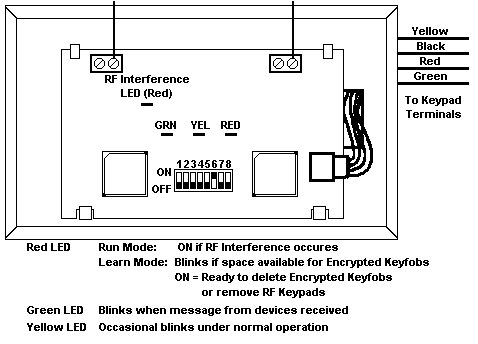 Yellow
Black
Red
Green
To Keypad
Terminals
RF Interference
LED (Red)
GRN YEL RED
12345678
ON
OFF
Red LED Run Mode: ON if RF Interference occures
Learn Mode: Blinks if space available for Encrypted Keyfobs
ON = Ready to delete Encrypted Keyfobs
or remove RF Keypads
Green LED Blinks when message from devices received
Yellow LED Occasional blinks under normal operation